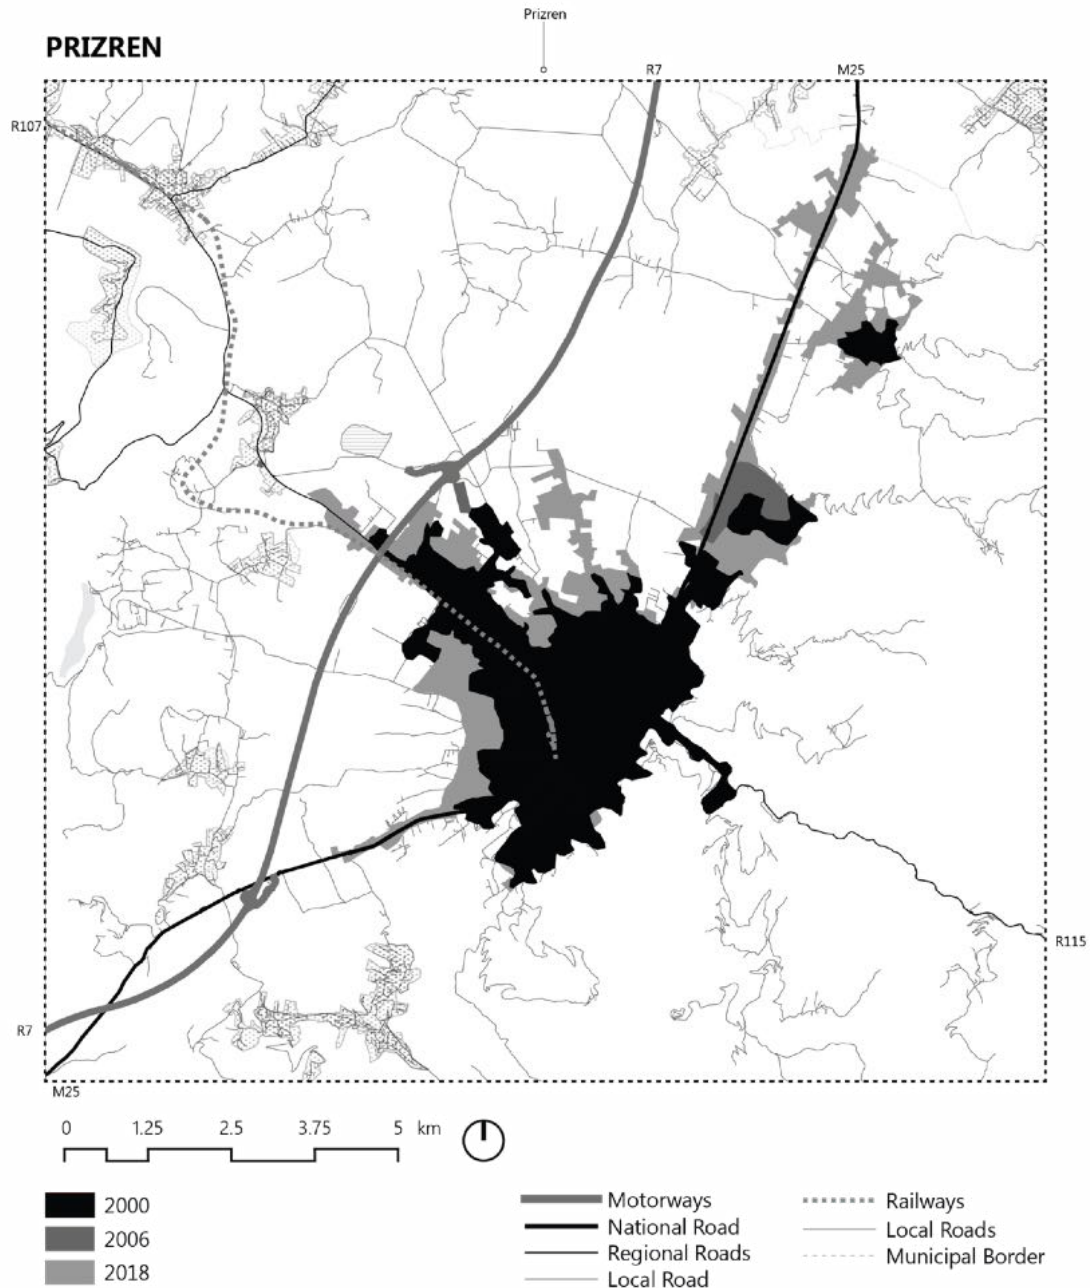 Prizren
PRIZREN
R7
M25
R107
R115
R7
M25
0 1.25 2.5 3.75 5 km
2000
2006
2018
Motorways
National Road
Regional Roads
Local Road
Railways
Local Roads
Municipal Border